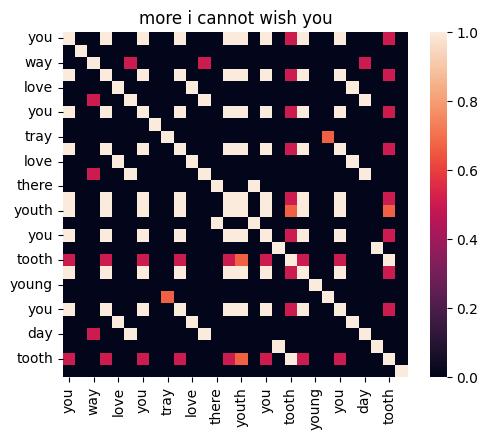 more i cannot wish you
you
way
love
you
tray
love
there
youth
you
tooth
young
you
day
tooth
you
way
love
you
tray
love
there
youth
you
tooth
young
you
day
tooth
1.0
0.8
0.6
0.4
0.2
0.0